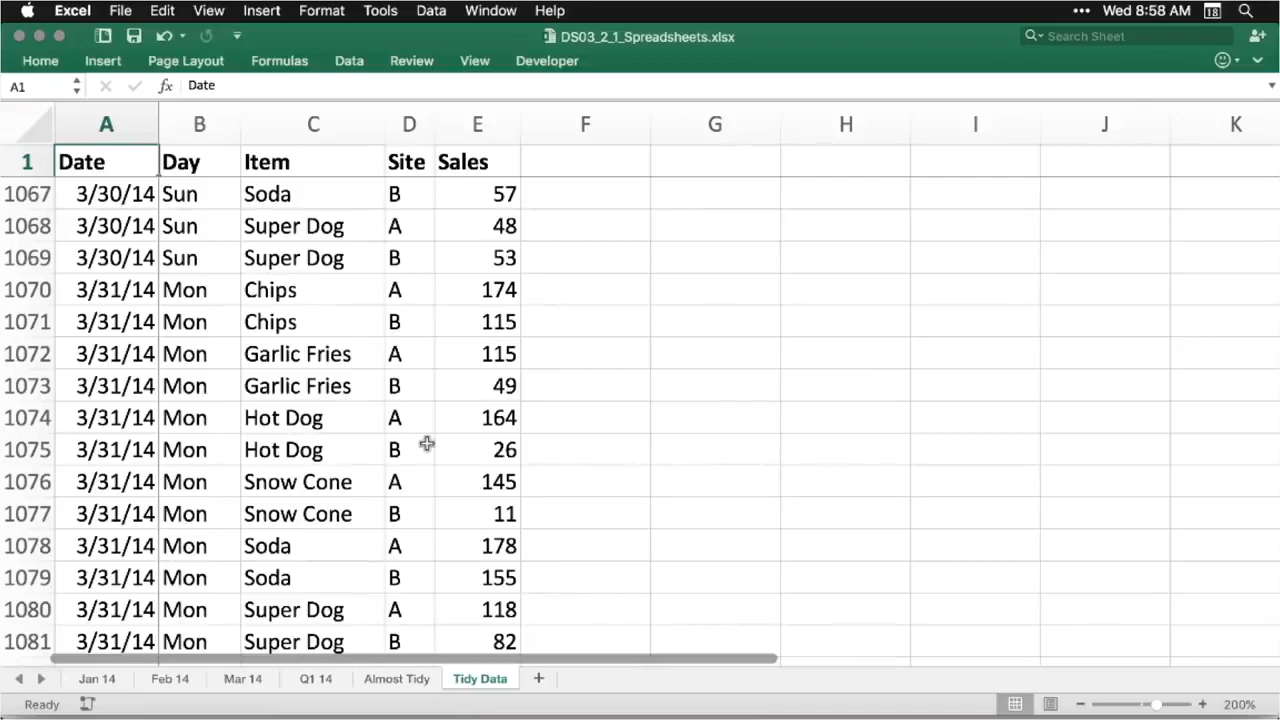 Excel File Edit View Insert Format Tools Data Window Help ••• Wed 8:58 AM 18
DS03_2_1_Spreadsheets.xlsx Search Sheet
Home Insert Page Layout Formulas Data Review View Developer
A1 fx Date
A B C D E F G H I J K
1 Date Day Item Site Sales
1067 3/30/14 Sun Soda B 57
1068 3/30/14 Sun Super Dog A 48
1069 3/30/14 Sun Super Dog B 53
1070 3/31/14 Mon Chips A 174
1071 3/31/14 Mon Chips B 115
1072 3/31/14 Mon Garlic Fries A 115
1073 3/31/14 Mon Garlic Fries B 49
1074 3/31/14 Mon Hot Dog A 164
1075 3/31/14 Mon Hot Dog B 26
1076 3/31/14 Mon Snow Cone A 145
1077 3/31/14 Mon Snow Cone B 11
1078 3/31/14 Mon Soda A 178
1079 3/31/14 Mon Soda B 155
1080 3/31/14 Mon Super Dog A 118
1081 3/31/14 Mon Super Dog B 82
Jan 14 Feb 14 Mar 14 Q1 14 Almost Tidy Tidy Data +
Ready − + 200%